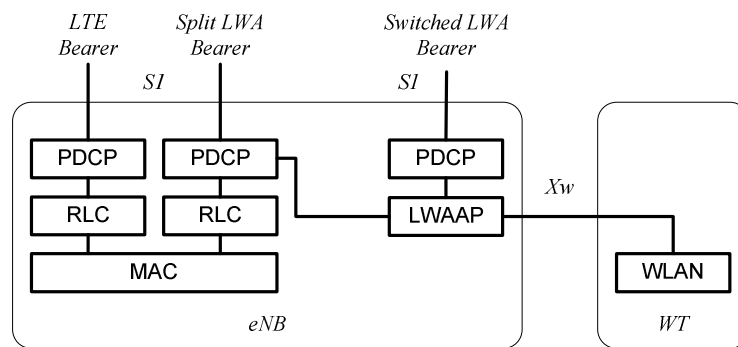 LTE
Bearer
Split LWA
Bearer
Switched LWA
Bearer
S1
S1
PDCP
PDCP
PDCP
Xw
RLC
RLC
LWAAP
MAC
WLAN
eNB
WT